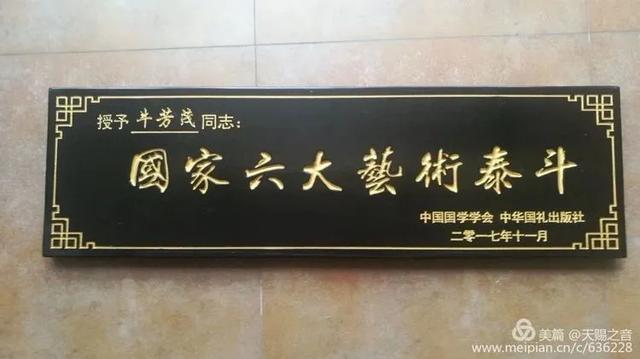 授予 牛芳茂 同志：
國家六大藝術泰斗
中国国学学会 中华国礼出版社
二零一七年十一月
美篇 @天赐之音
www.meipian.cn/c/636228